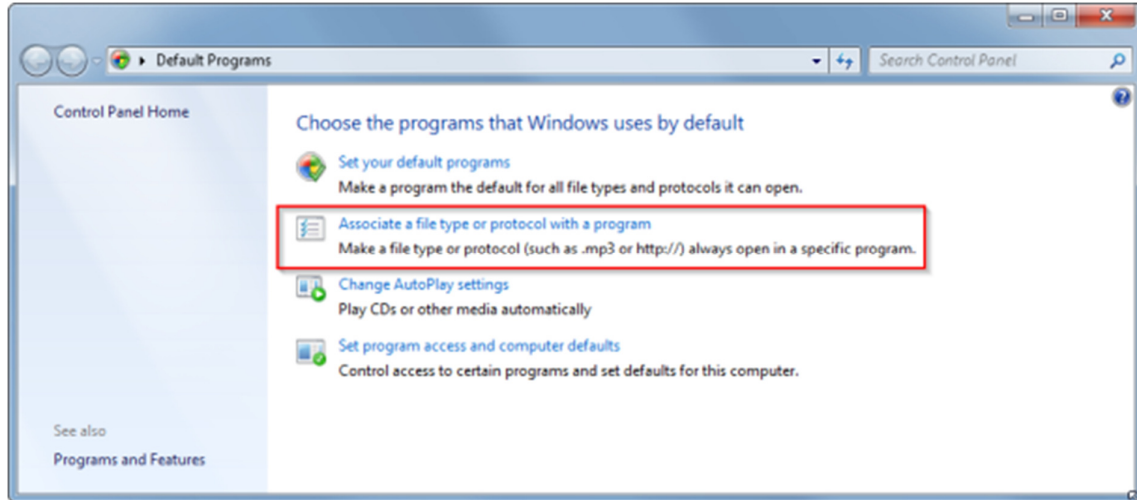 Default Programs
Search Control Panel
Control Panel Home
Choose the programs that Windows uses by default
Set your default programs
Make a program the default for all file types and protocols it can open.
Associate a file type or protocol with a program
Make a file type or protocol (such as .mp3 or http://) always open in a specific program.
Change AutoPlay settings
Play CDs or other media automatically
Set program access and computer defaults
Control access to certain programs and set defaults for this computer.
See also
Programs and Features